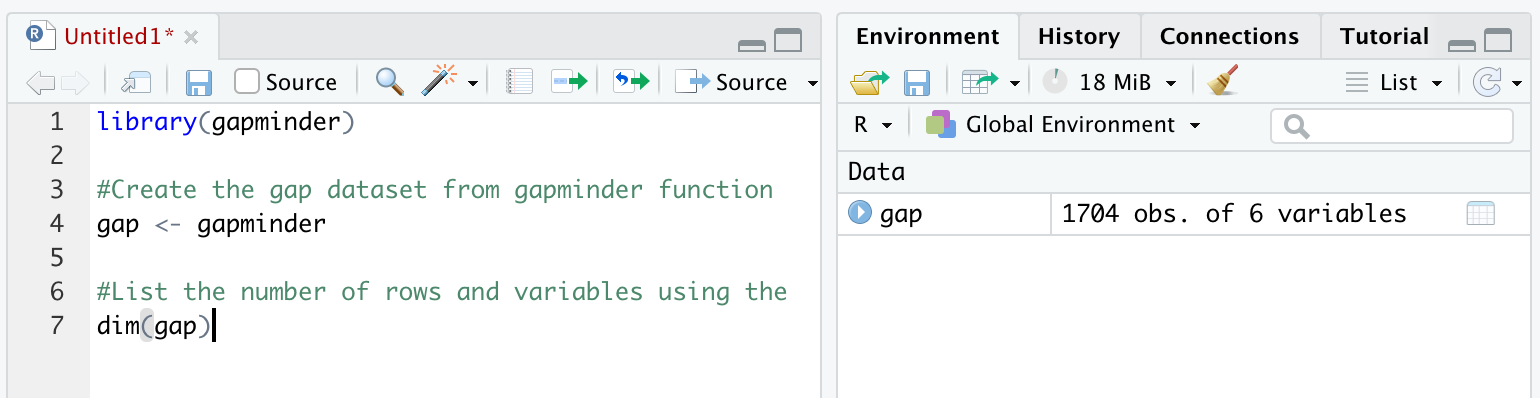 Untitled1*
Source
Source
1 library(gapminder)
2
3 #Create the gap dataset from gapminder function
4 gap <- gapminder
5
6 #List the number of rows and variables using the
7 dim(gap)
Environment History Connections Tutorial
18 MiB List
R Global Environment
Data
gap 1704 obs. of 6 variables